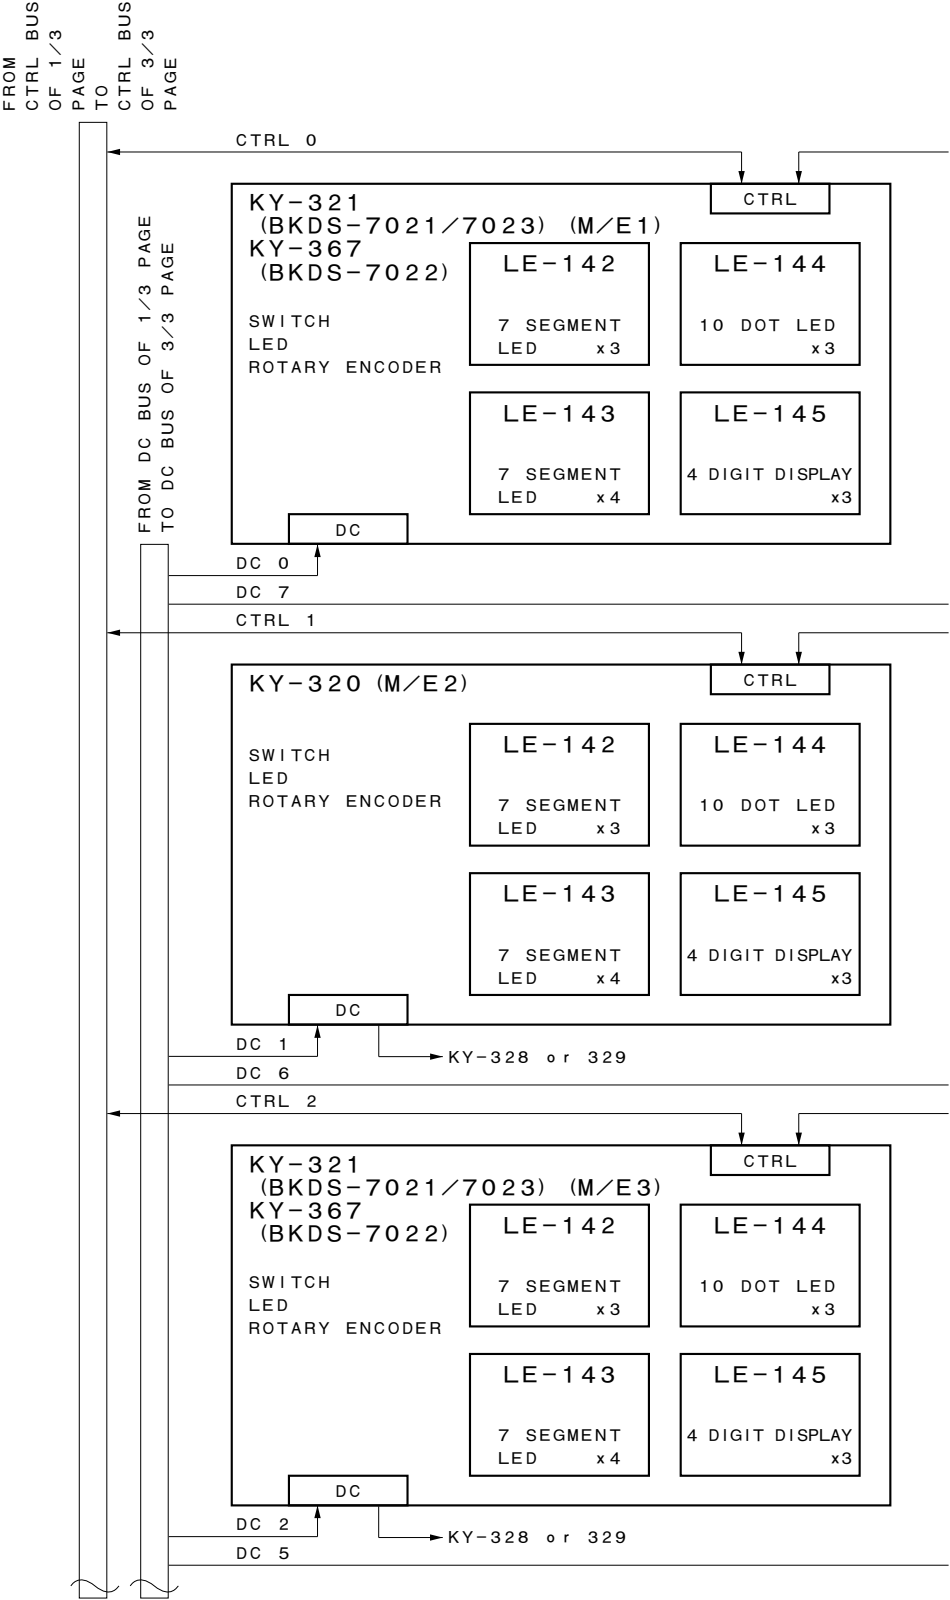 FROM
CTRL BUS
OF 1/3
PAGE
TO
CTRL BUS
OF 3/3
PAGE
CTRL 0
FROM DC BUS OF 1/3 PAGE
TO DC BUS OF 3/3 PAGE
KY-321
(BKDS-7021/7023) (M/E1)
KY-367
(BKDS-7022)
CTRL
SWITCH
LED
ROTARY ENCODER
LE-142
7 SEGMENT
LED x3
LE-144
10 DOT LED
x3
LE-143
7 SEGMENT
LED x4
LE-145
4 DIGIT DISPLAY
x3
DC
DC 0
DC 7
CTRL 1
KY-320 (M/E2)
CTRL
SWITCH
LED
ROTARY ENCODER
LE-142
7 SEGMENT
LED x3
LE-144
10 DOT LED
x3
LE-143
7 SEGMENT
LED x4
LE-145
4 DIGIT DISPLAY
x3
DC
DC 1
KY-328 or 329
DC 6
CTRL 2
KY-321
(BKDS-7021/7023) (M/E3)
KY-367
(BKDS-7022)
CTRL
SWITCH
LED
ROTARY ENCODER
LE-142
7 SEGMENT
LED x3
LE-144
10 DOT LED
x3
LE-143
7 SEGMENT
LED x4
LE-145
4 DIGIT DISPLAY
x3
DC
DC 2
KY-328 or 329
DC 5